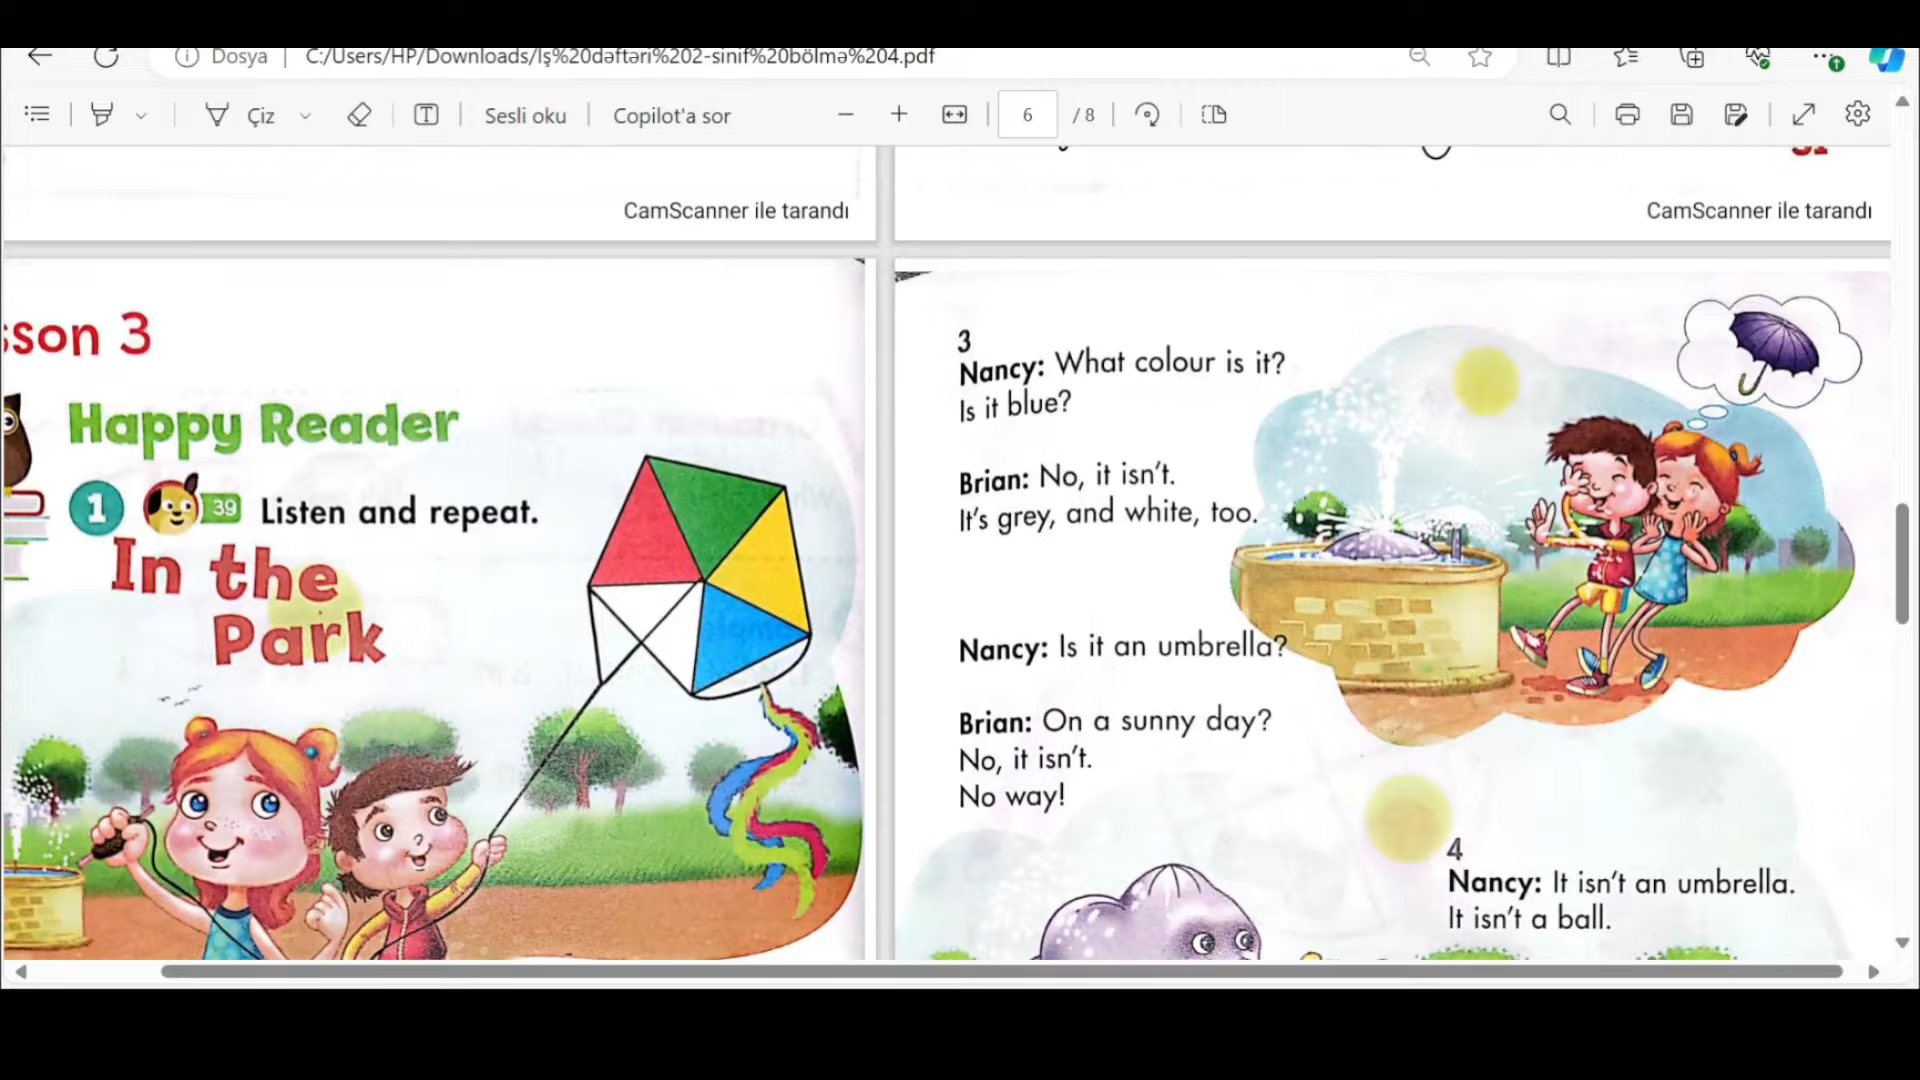 Dosya | C:/Users/HP/Downloads/İş%20dəftəri%202-sinif%20bölmə%204.pdf
Çiz
Sesli oku
Copilot'a sor
6 / 8
CamScanner ile tarandı
CamScanner ile tarandı
sson 3
Happy Reader
1 39 Listen and repeat.
In the
Park
3
Nancy: What colour is it?
Is it blue?
Brian: No, it isn't.
It's grey, and white, too.
Nancy: Is it an umbrella?
Brian: On a sunny day?
No, it isn't.
No way!
4
Nancy: It isn't an umbrella.
It isn't a ball.